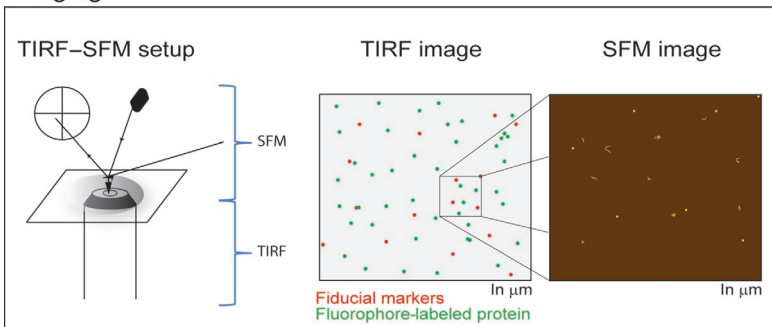 TIRF–SFM setup
SFM
TIRF
TIRF image
In μm
Fiducial markers
Fluorophore-labeled protein
SFM image
In μm